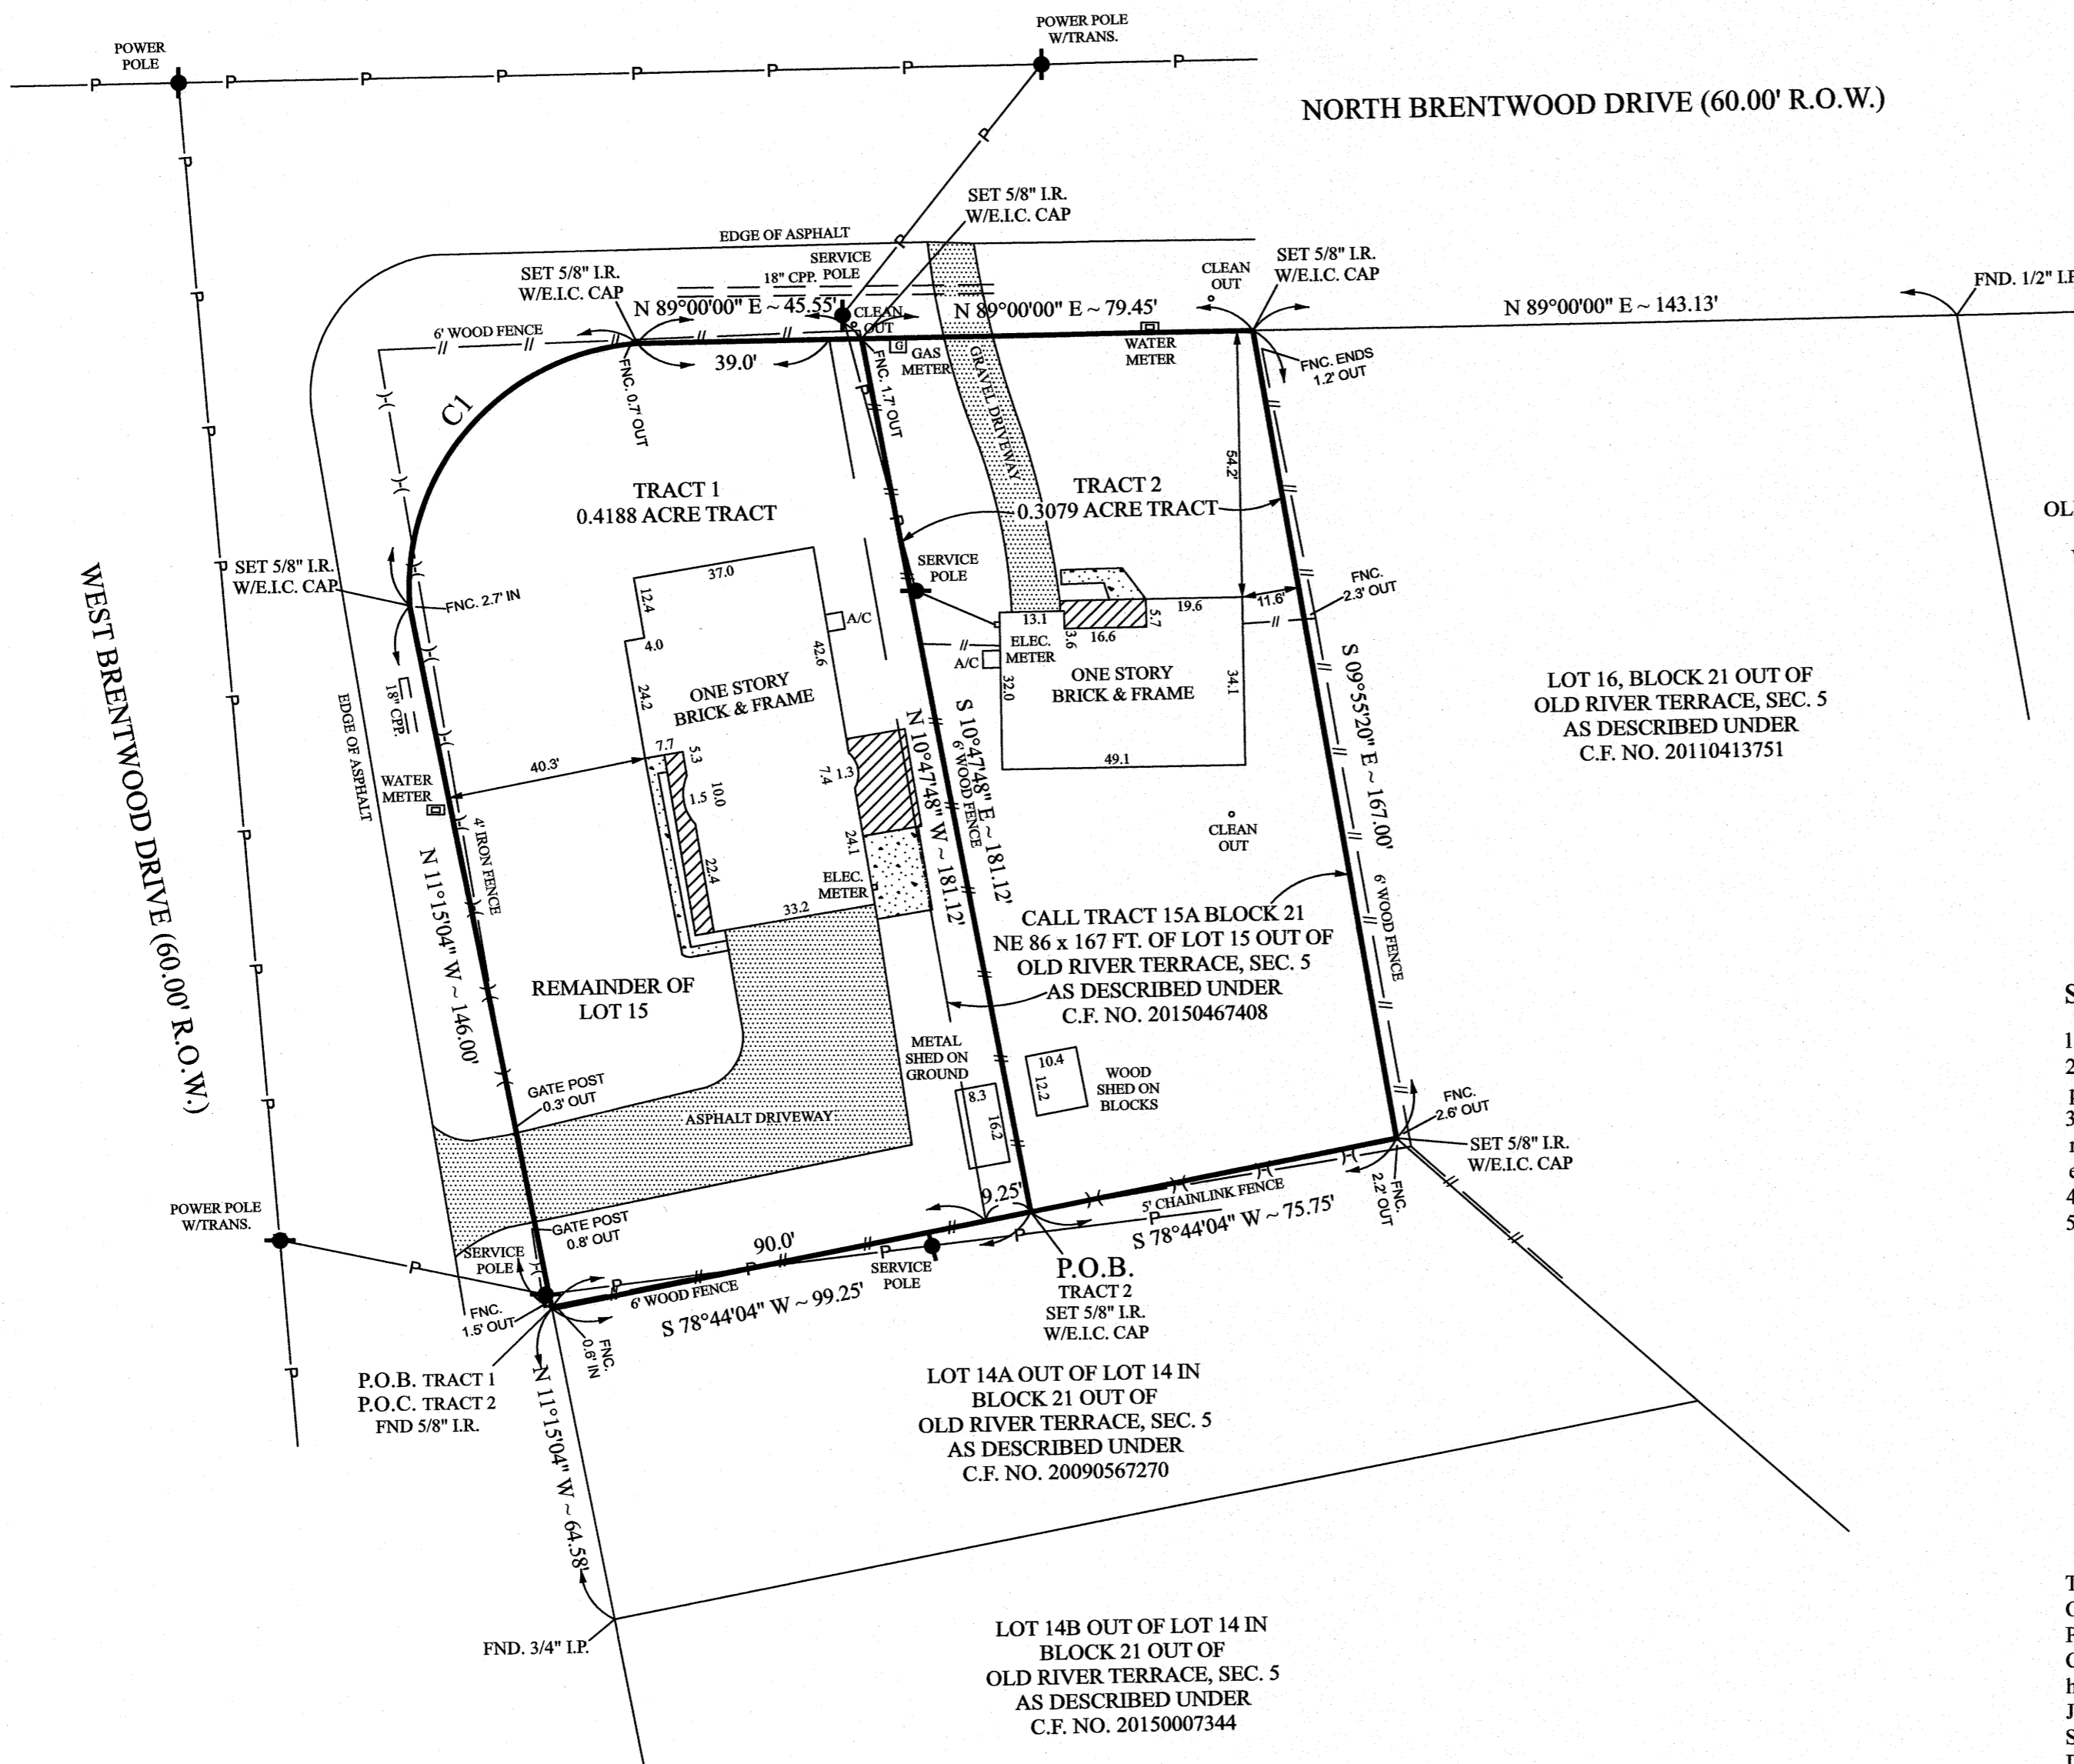 POWER
POLE
POWER POLE
W/TRANS.
NORTH BRENTWOOD DRIVE (60.00' R.O.W.)
SET 5/8" I.R.
W/E.I.C. CAP
EDGE OF ASPHALT
SERVICE
POLE
18" CPP.
SET 5/8" I.R.
W/E.I.C. CAP
CLEAN
OUT
SET 5/8" I.R.
W/E.I.C. CAP
FND. 1/2"
N 89°00'00" E ~ 45.55'
N 89°00'00" E ~ 79.45'
N 89°00'00" E ~ 143.13'
CLEAN
OUT
6' WOOD FENCE
39.0'
G
GAS
METER
WATER
METER
FNC. ENDS
1.2' OUT
FNC. 0.7' OUT
FNC. 1.7' OUT
GRAVEL DRIVEWAY
C1
54.2'
TRACT 1
0.4188 ACRE TRACT
TRACT 2
0.3079 ACRE TRACT
SET 5/8" I.R.
W/E.I.C. CAP
FNC. 2.7' IN
SERVICE
POLE
FNC.
2.3' OUT
37.0
12.4
4.0
A/C
42.6
24.2
13.1
3.6
16.6
5.7
19.6
11.6'
ELEC.
METER
A/C
32.0
34.1
49.1
ONE STORY
BRICK & FRAME
ONE STORY
BRICK & FRAME
WEST BRENTWOOD DRIVE (60.00' R.O.W.)
EDGE OF ASPHALT
18" CPP.
40.3'
7.7
5.3
10.0
1.5
22.4
7.4
1.3
24.1
33.2
ELEC.
METER
WATER
METER
4' IRON FENCE
N 11°15'04" W ~ 146.00'
N 10°47'48" W ~ 181.12'
6' WOOD FENCE
S 10°47'48" E ~ 181.12'
S 09°55'20" E ~ 167.00'
6' WOOD FENCE
LOT 16, BLOCK 21 OUT OF
OLD RIVER TERRACE, SEC. 5
AS DESCRIBED UNDER
C.F. NO. 20110413751
CLEAN
OUT
CALL TRACT 15A BLOCK 21
NE 86 x 167 FT. OF LOT 15 OUT OF
OLD RIVER TERRACE, SEC. 5
AS DESCRIBED UNDER
C.F. NO. 20150467408
REMAINDER OF
LOT 15
METAL
SHED ON
GROUND
8.3
16.2
10.4
12.2
WOOD
SHED ON
BLOCKS
GATE POST
0.3' OUT
ASPHALT DRIVEWAY
FNC.
2.6' OUT
SET 5/8" I.R.
W/E.I.C. CAP
FNC.
2.2' OUT
POWER POLE
W/TRANS.
GATE POST
0.8' OUT
SERVICE
POLE
9.25'
5' CHAINLINK FENCE
S 78°44'04" W ~ 75.75'
90.0'
SERVICE
POLE
6' WOOD FENCE
S 78°44'04" W ~ 99.25'
FNC.
1.5' OUT
FNC.
0.6' IN
P.O.B.
TRACT 2
SET 5/8" I.R.
W/E.I.C. CAP
P.O.B. TRACT 1
P.O.C. TRACT 2
FND 5/8" I.R.
N 11°15'04" W ~ 64.58'
LOT 14A OUT OF LOT 14 IN
BLOCK 21 OUT OF
OLD RIVER TERRACE, SEC. 5
AS DESCRIBED UNDER
C.F. NO. 20090567270
FND. 3/4" I.P.
LOT 14B OUT OF LOT 14 IN
BLOCK 21 OUT OF
OLD RIVER TERRACE, SEC. 5
AS DESCRIBED UNDER
C.F. NO. 20150007344